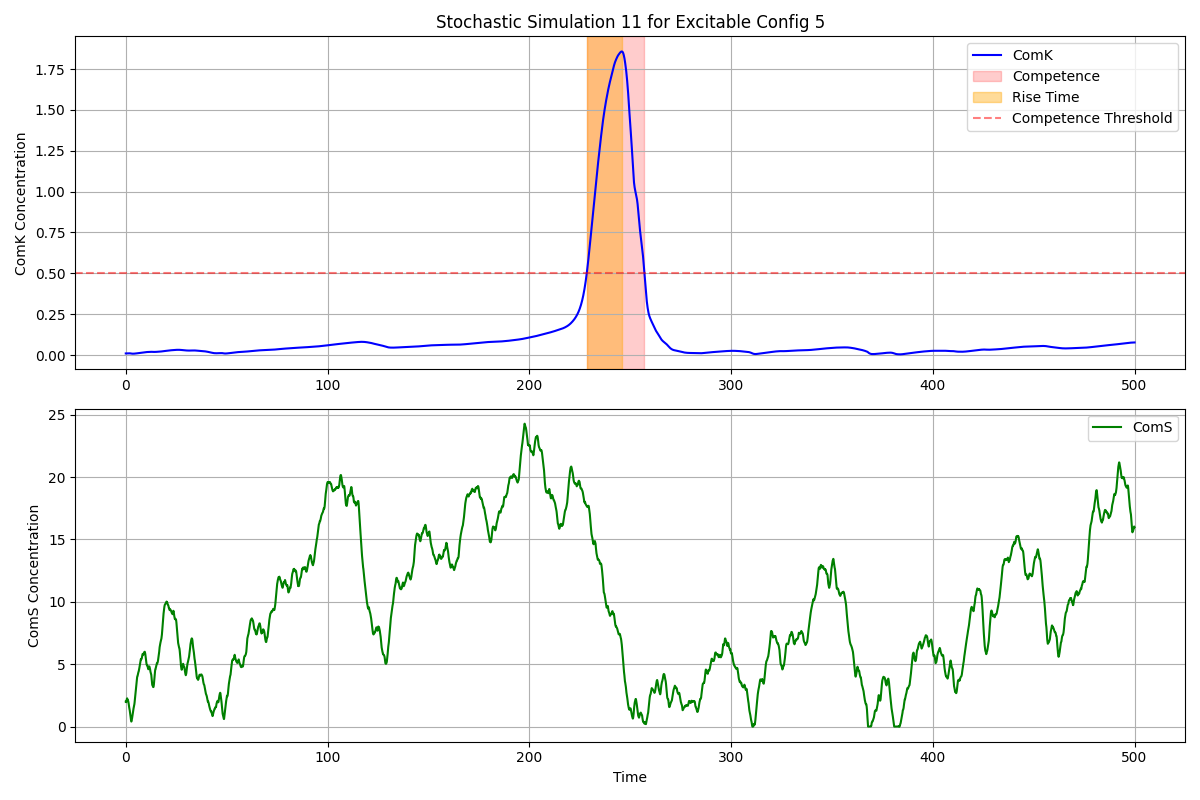 Stochastic Simulation 11 for Excitable Config 5
ComK Concentration
1.75
1.50
1.25
1.00
0.75
0.50
0.25
0.00
ComK
Competence
Rise Time
Competence Threshold
0 100 200 300 400 500
ComS Concentration
25
20
15
10
5
0
ComS
0 100 200 300 400 500
Time